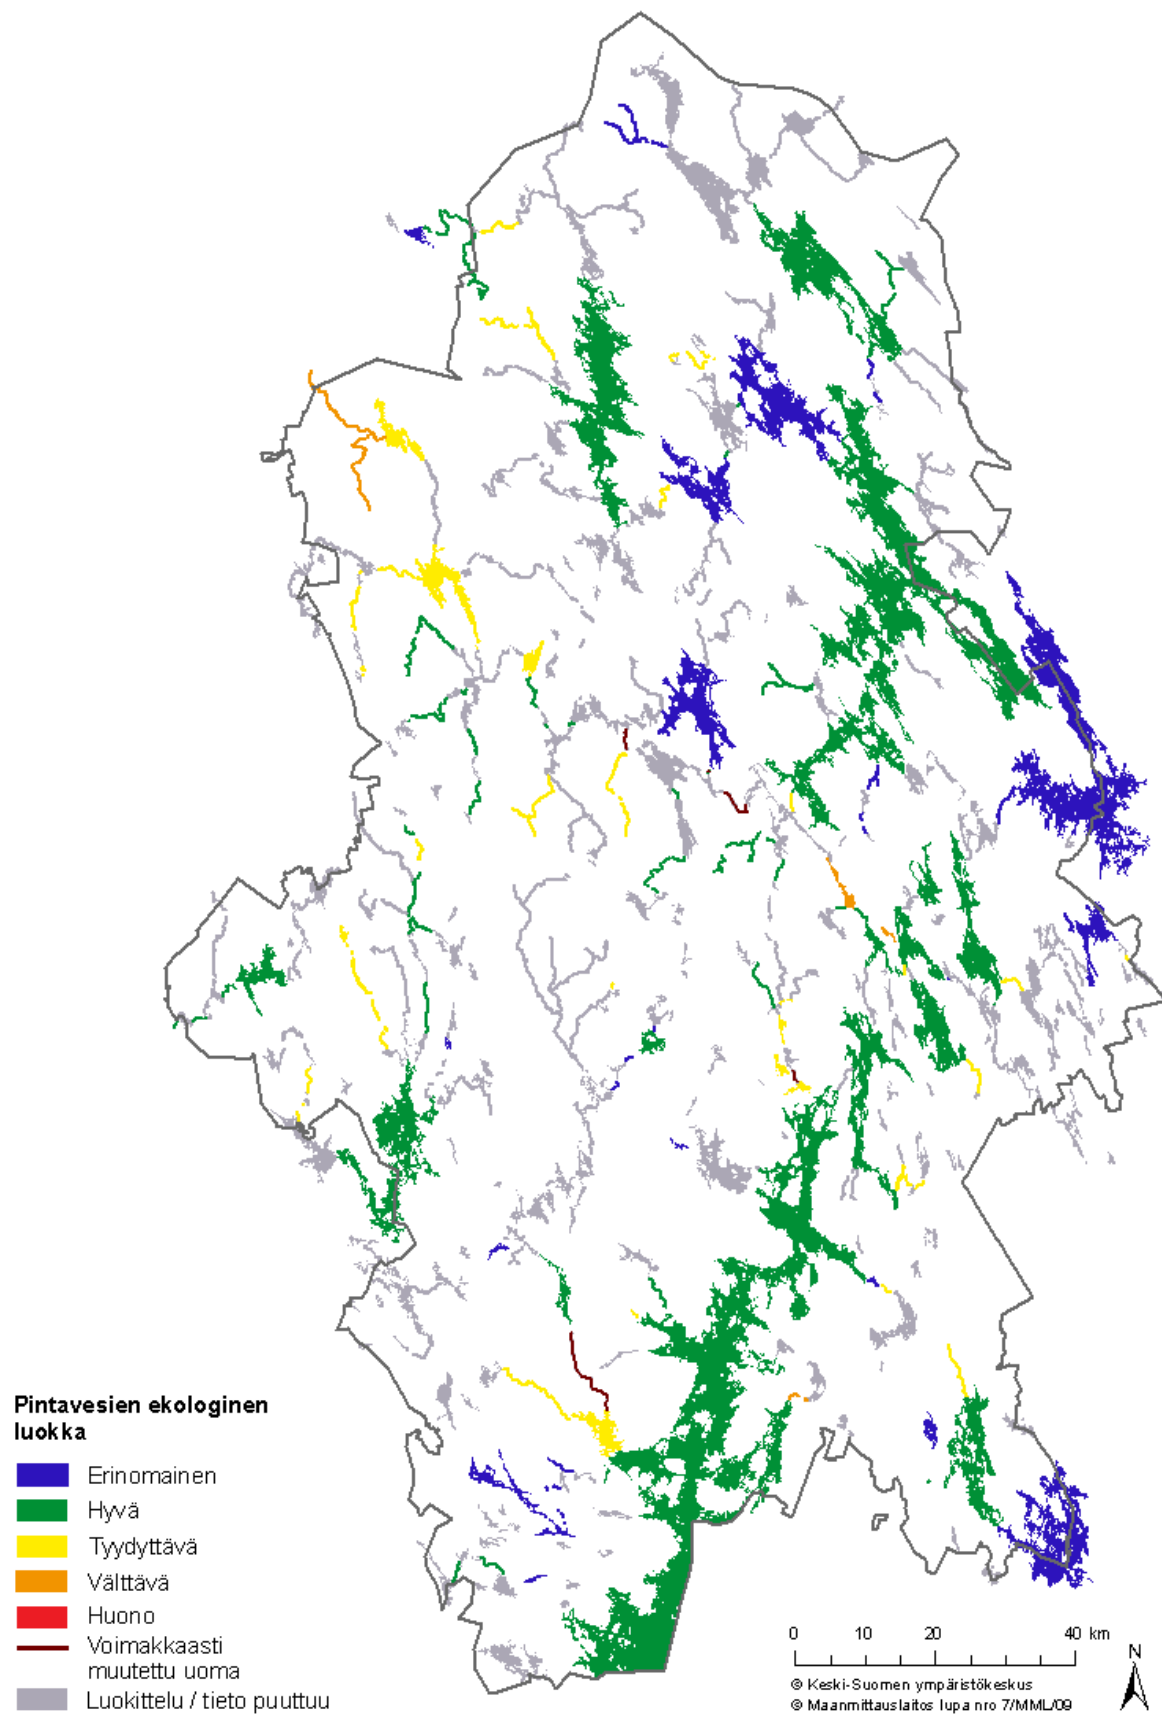 Pintavesien ekologinen
luokka
Erinomainen
Hyvä
Tyydyttävä
Välttävä
Huono
Voimakkaasti
muutettu uoma
Luokittelu / tieto puuttuu
0 10 20 40 km
N
© Keski-Suomen ympäristökeskus
© Maanmittauslaitos lupa nro 7/MML/09